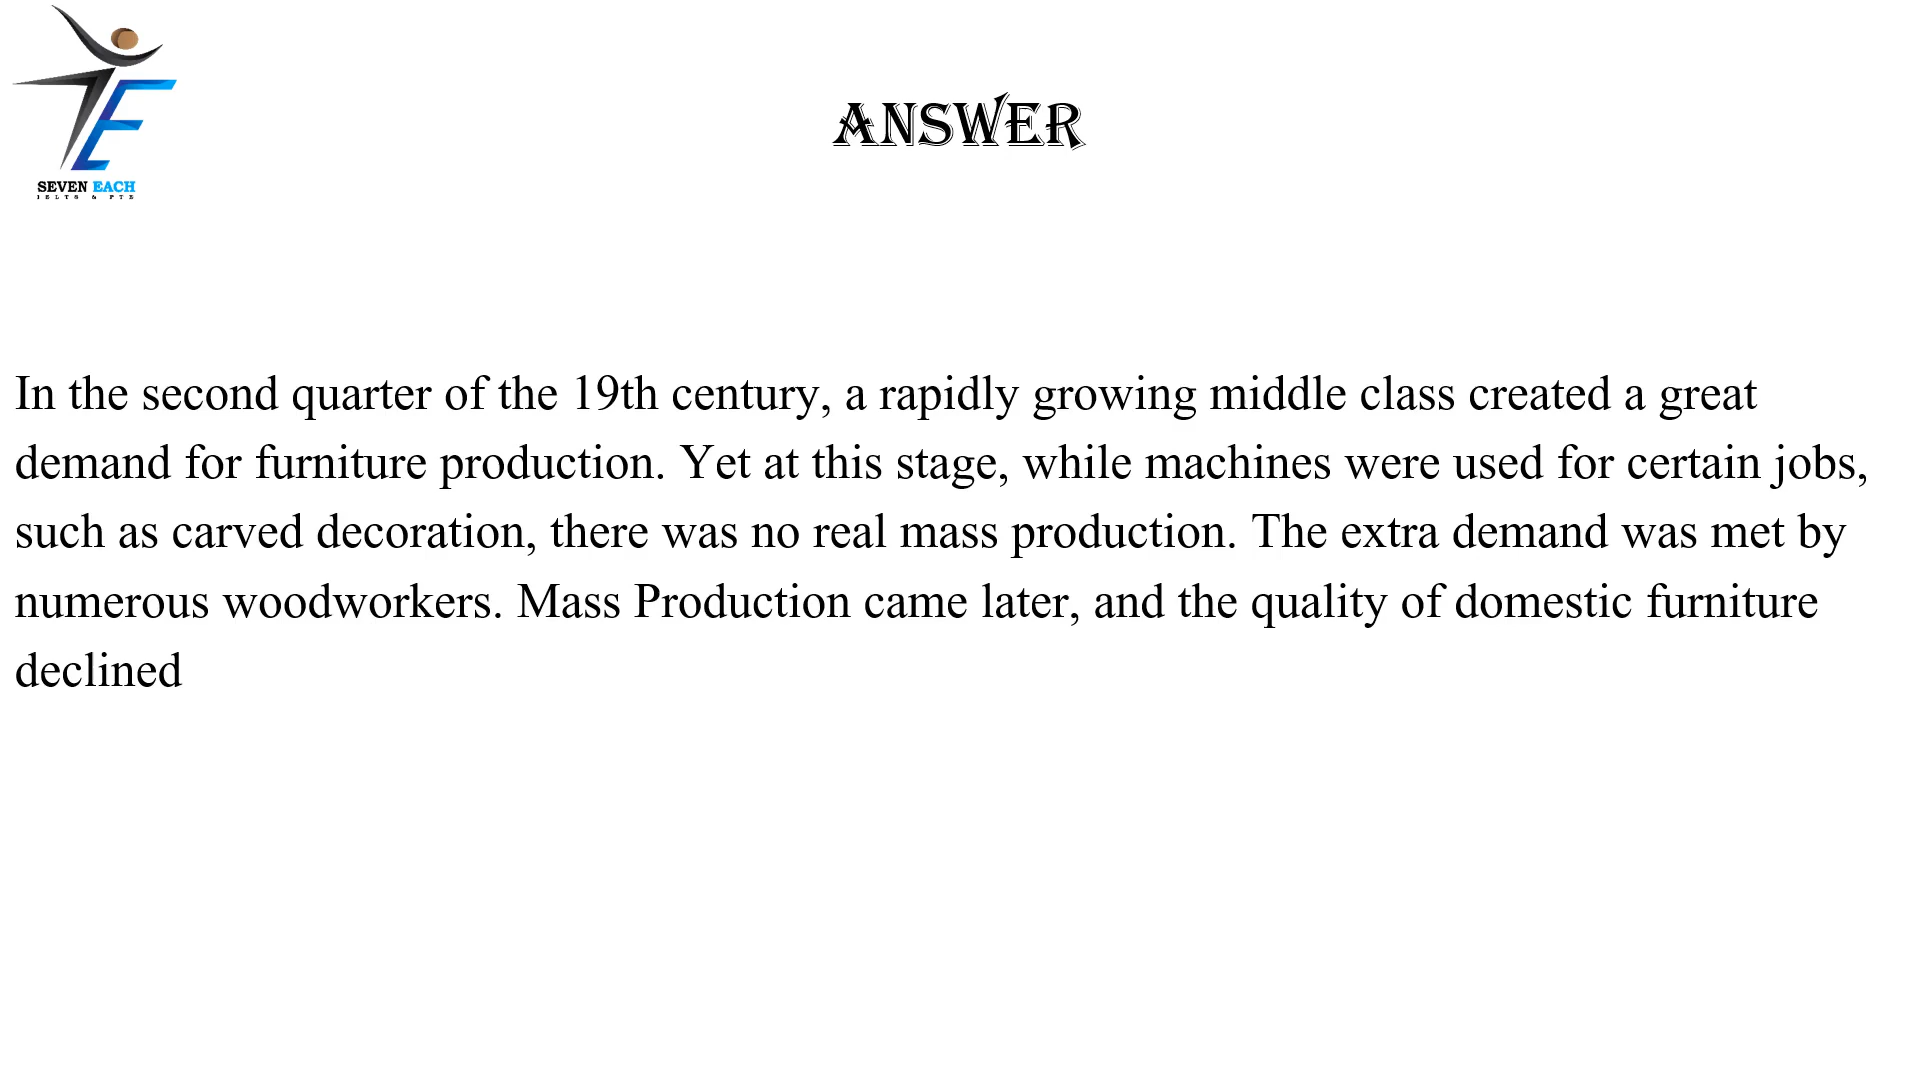 SEVEN EACH
IELTS & PTE
ANSWER
In the second quarter of the 19th century, a rapidly growing middle class created a great
demand for furniture production. Yet at this stage, while machines were used for certain jobs,
such as carved decoration, there was no real mass production. The extra demand was met by
numerous woodworkers. Mass Production came later, and the quality of domestic furniture
declined